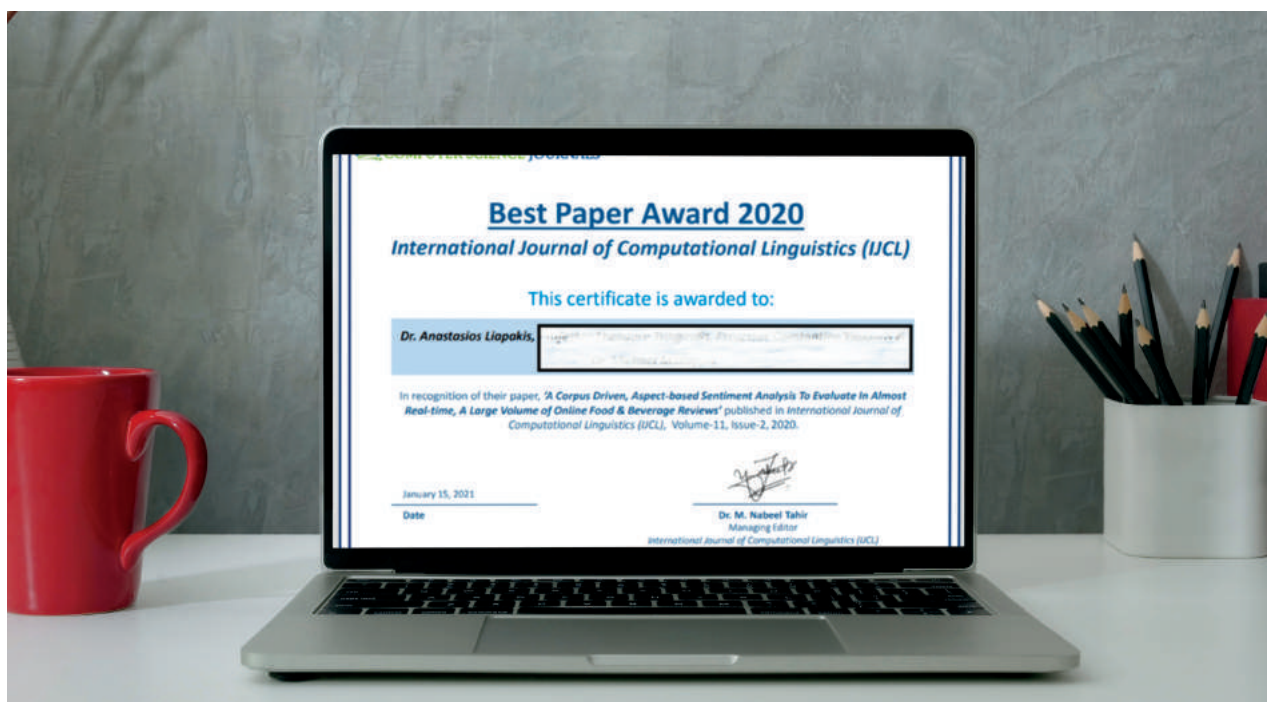 COMPUTER SCIENCE JOURNALS
Best Paper Award 2020
International Journal of Computational Linguistics (IJCL)
This certificate is awarded to:
Dr. Anastasios Liapakis,
In recognition of their paper, 'A Corpus Driven, Aspect-based Sentiment Analysis To Evaluate In Almost
Real-time, A Large Volume of Online Food & Beverage Reviews' published in International Journal of
Computational Linguistics (IJCL), Volume-11, Issue-2, 2020.
January 15, 2021
Date
Dr. M. Nabeel Tahir
Managing Editor
International Journal of Computational Linguistics (IJCL)